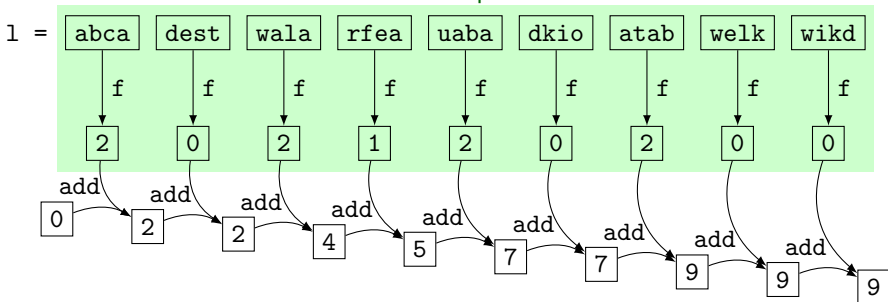 l = abca dest wala rfea uaba dkio atab welk wikd
f f f f f f f f f
2 0 2 1 2 0 2 0 0
add add add add add add add add add
0 2 2 4 5 7 7 9 9 9